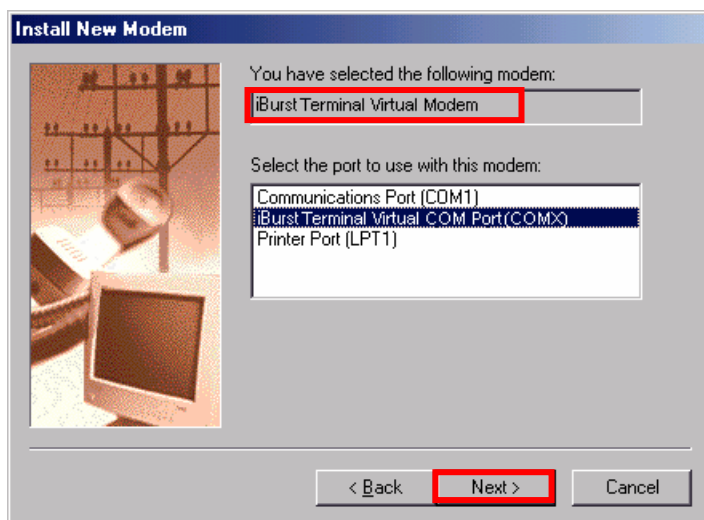 Install New Modem
You have selected the following modem:
iBurst Terminal Virtual Modem
Select the port to use with this modem:
Communications Port (COM1)
iBurst Terminal Virtual COM Port(COMX)
Printer Port (LPT1)
< Back Next > Cancel